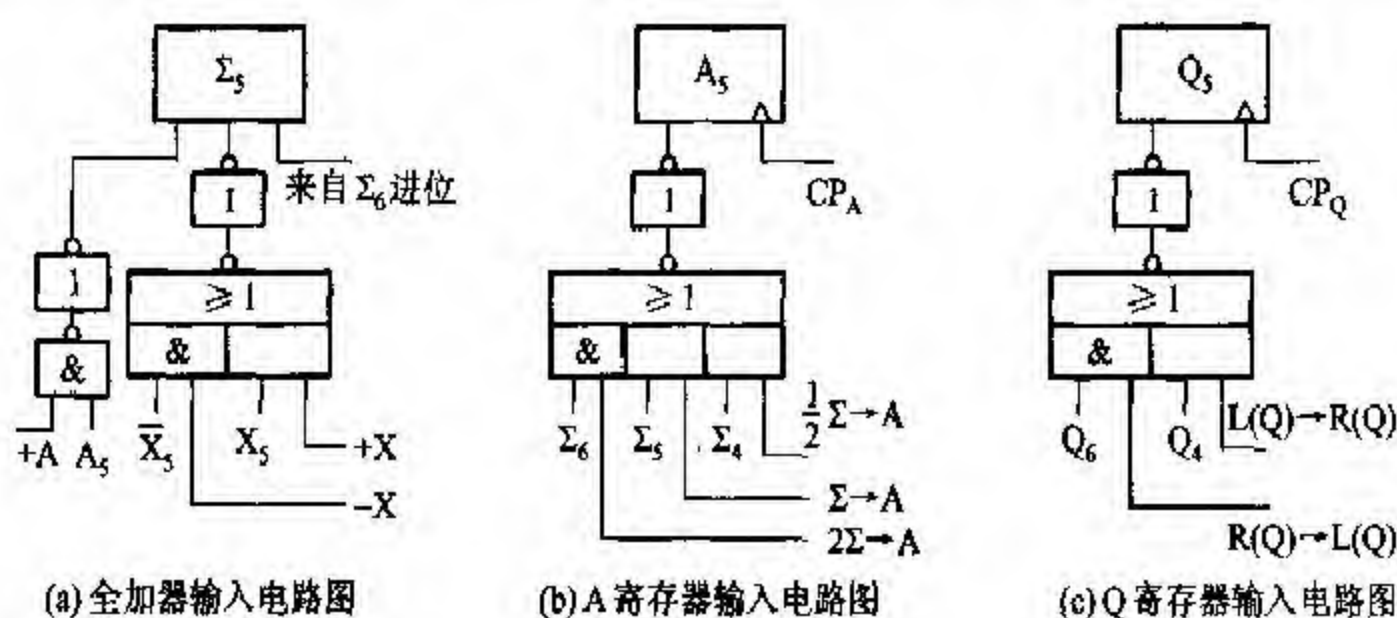 Σ5
A5
Q5
来自Σ6进位
CPA
CPQ
1
1
1
1
≥1
≥1
≥1
&
&
&
&
+A A5
X̅5
X5
+X
-X
Σ6
Σ5
Σ4
1/2 Σ→A
Σ→A
2Σ→A
Q6
Q4
L(Q)→R(Q)
R(Q)→L(Q)
(a)全加器输入电路图
(b)A寄存器输入电路图
(c)Q寄存器输入电路图